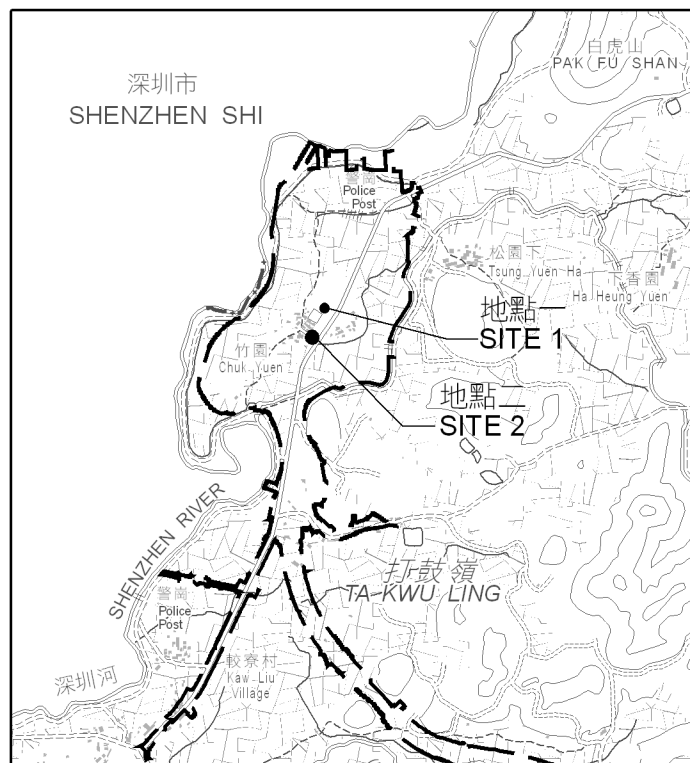 白虎山
PAK FU SHAN
深圳市
SHENZHEN SHI
警崗
Police
Post
松園下
Tsung Yuen Ha
下香園
Ha Heung Yuen
地點一
SITE 1
竹園
Chuk Yuen
地點二
SITE 2
SHENZHEN RIVER
打鼓嶺
TA KWU LING
警崗
Police
Post
較寮村
Kaw Liu
Village
深圳河